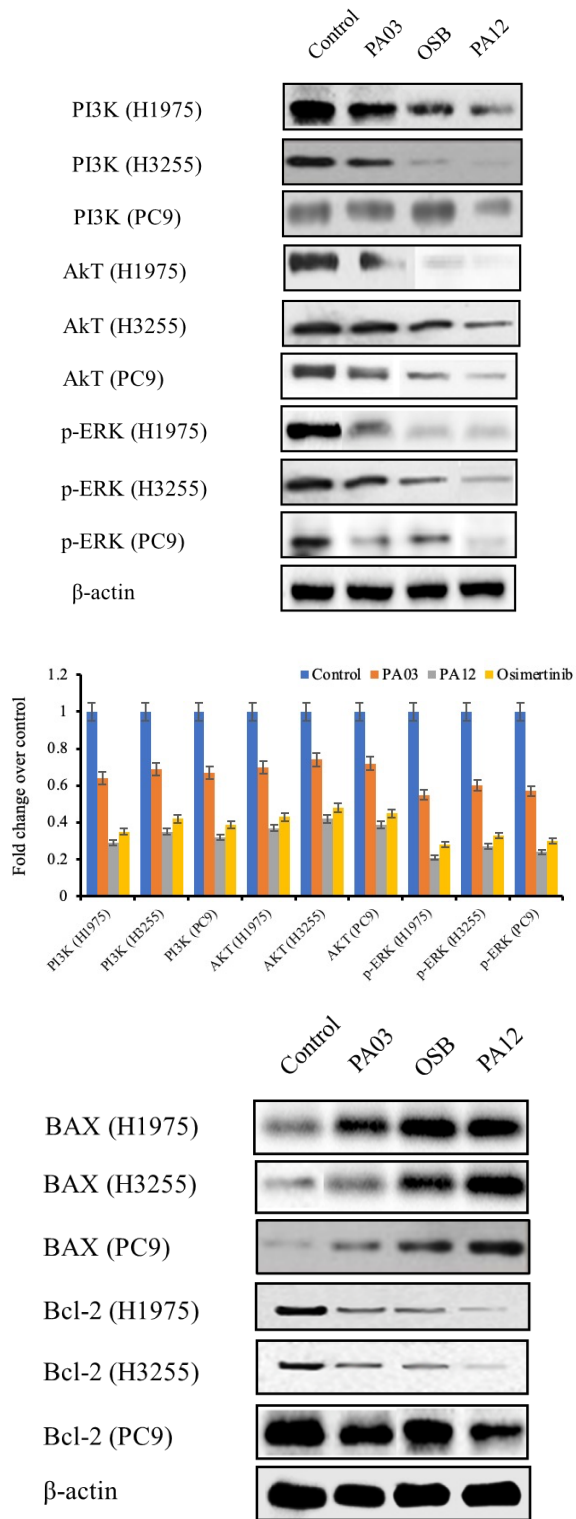 Control PA03 OSB PA12
PI3K (H1975)
PI3K (H3255)
PI3K (PC9)
AkT (H1975)
AkT (H3255)
AkT (PC9)
p-ERK (H1975)
p-ERK (H3255)
p-ERK (PC9)
β-actin
Control PA03 PA12 Osimertinib
Fold change over control
1.2
1
0.8
0.6
0.4
0.2
0
PI3K (H1975) PI3K (H3255) PI3K (PC9) AKT (H1975) AKT (H3255) AKT (PC9) p-ERK (H1975) p-ERK (H3255) p-ERK (PC9)
Control PA03 OSB PA12
BAX (H1975)
BAX (H3255)
BAX (PC9)
Bcl-2 (H1975)
Bcl-2 (H3255)
Bcl-2 (PC9)
β-actin